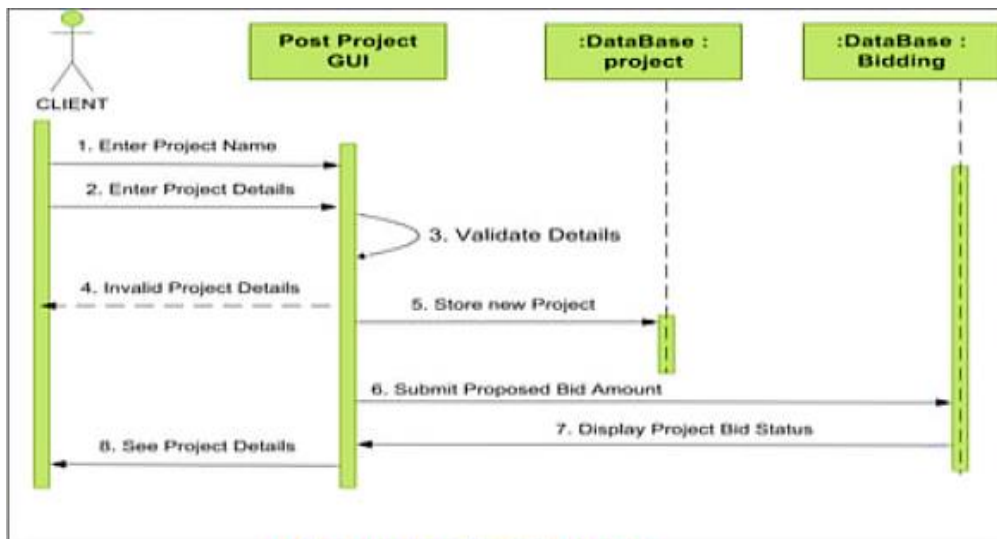 Post Project
GUI
:DataBase :
project
:DataBase :
Bidding
CLIENT
1. Enter Project Name
2. Enter Project Details
3. Validate Details
4. Invalid Project Details
5. Store new Project
6. Submit Proposed Bid Amount
7. Display Project Bid Status
8. See Project Details